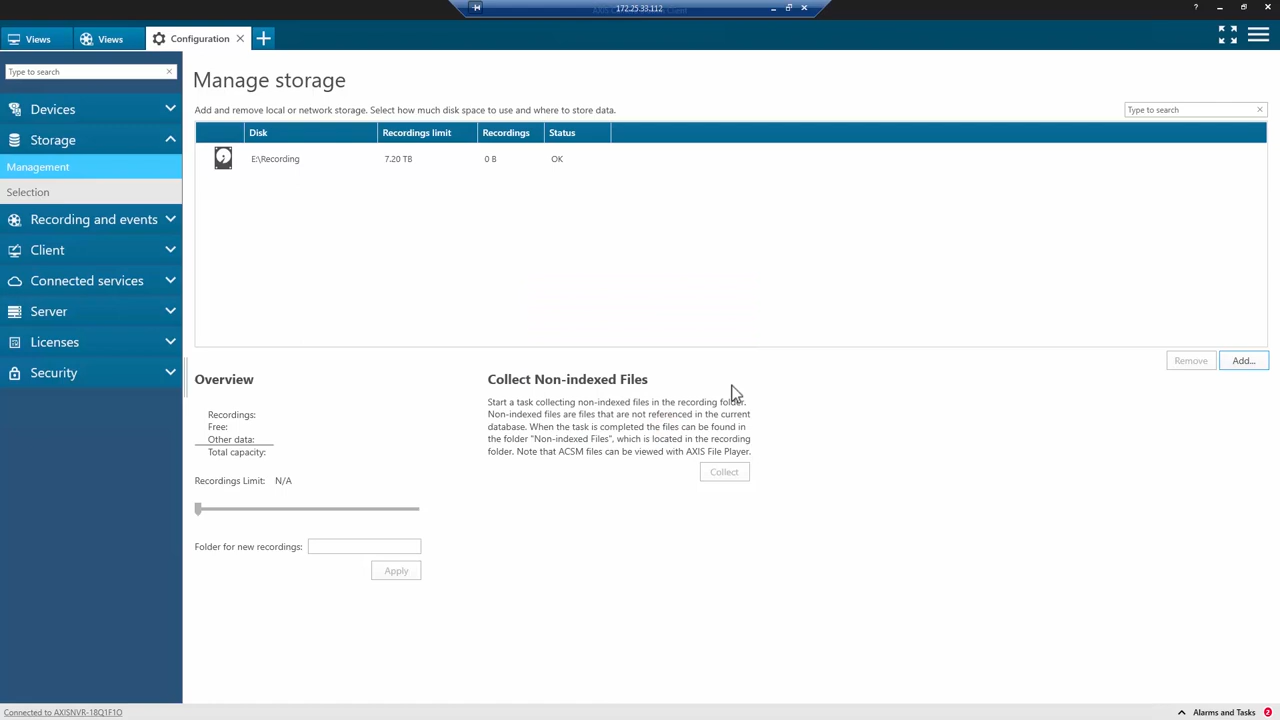 172.25.33.112
Views
Views
Configuration
Type to search
Devices
Storage
Management
Selection
Recording and events
Client
Connected services
Server
Licenses
Security
Manage storage
Add and remove local or network storage. Select how much disk space to use and where to store data.
Type to search
Disk Recordings limit Recordings Status
E:\Recording 7.20 TB 0 B OK
Remove Add...
Overview
Recordings:
Free:
Other data:
Total capacity:
Recordings Limit: N/A
Folder for new recordings:
Apply
Collect Non-indexed Files
Start a task collecting non-indexed files in the recording folder.
Non-indexed files are files that are not referenced in the current
database. When the task is completed the files can be found in
the folder "Non-indexed Files", which is located in the recording
folder. Note that ACSM files can be viewed with AXIS File Player.
Collect
Connected to AXISNVR-18Q1F1O
Alarms and Tasks 2